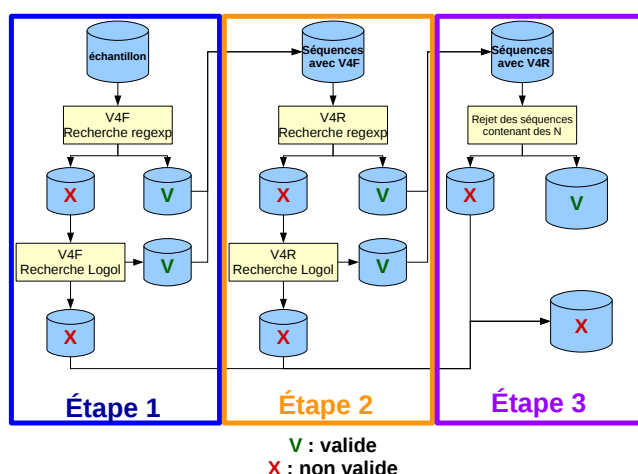 échantillon
V4F
Recherche regexp
X
V
V4F
Recherche Logol
V
X
Étape 1
Séquences
avec V4F
V4R
Recherche regexp
X
V
V4R
Recherche Logol
V
X
Étape 2
Séquences
avec V4R
Rejet des séquences
contenant des N
X
V
X
Étape 3
V : valide
X : non valide